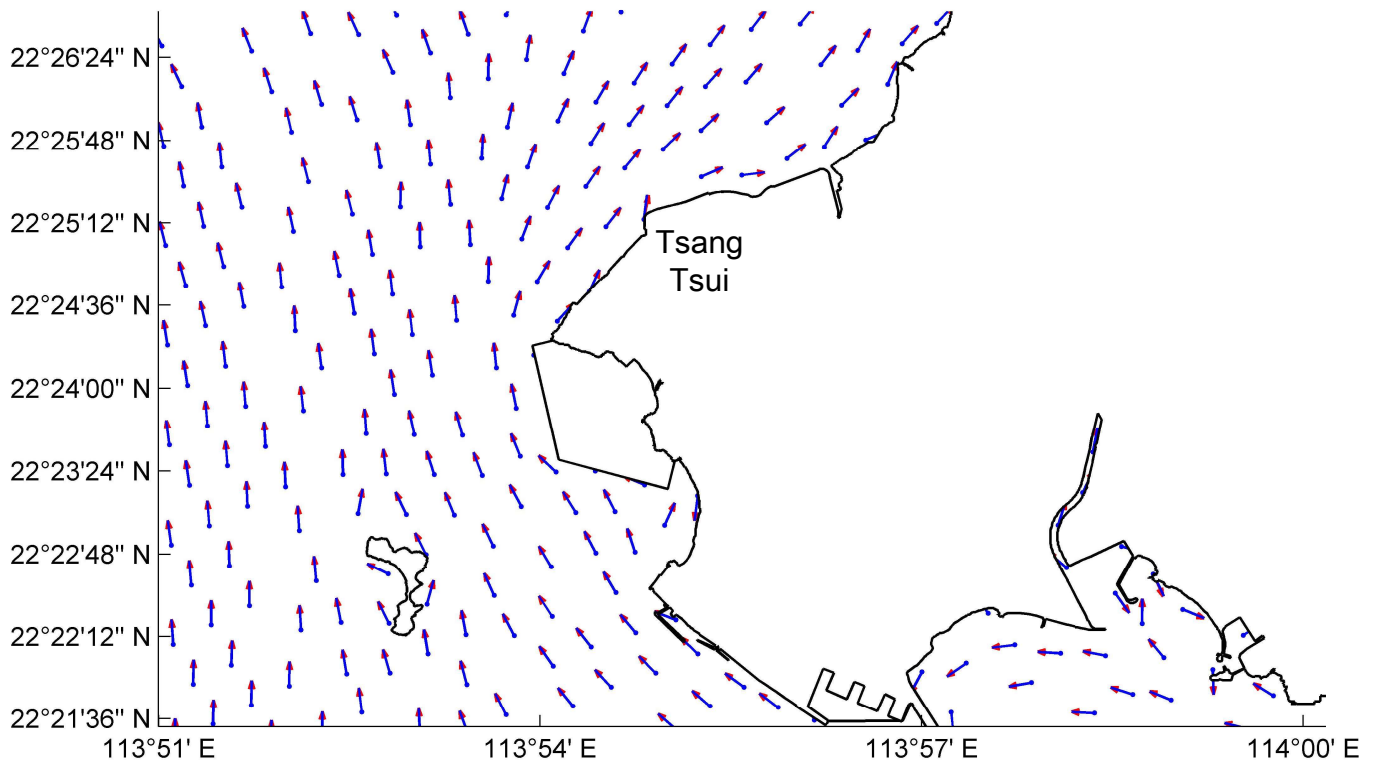 22°26'24" N
22°25'48" N
22°25'12" N
Tsang
Tsui
22°24'36" N
22°24'00" N
22°23'24" N
22°22'48" N
22°22'12" N
22°21'36" N
113°51' E
113°54' E
113°57' E
114°00' E